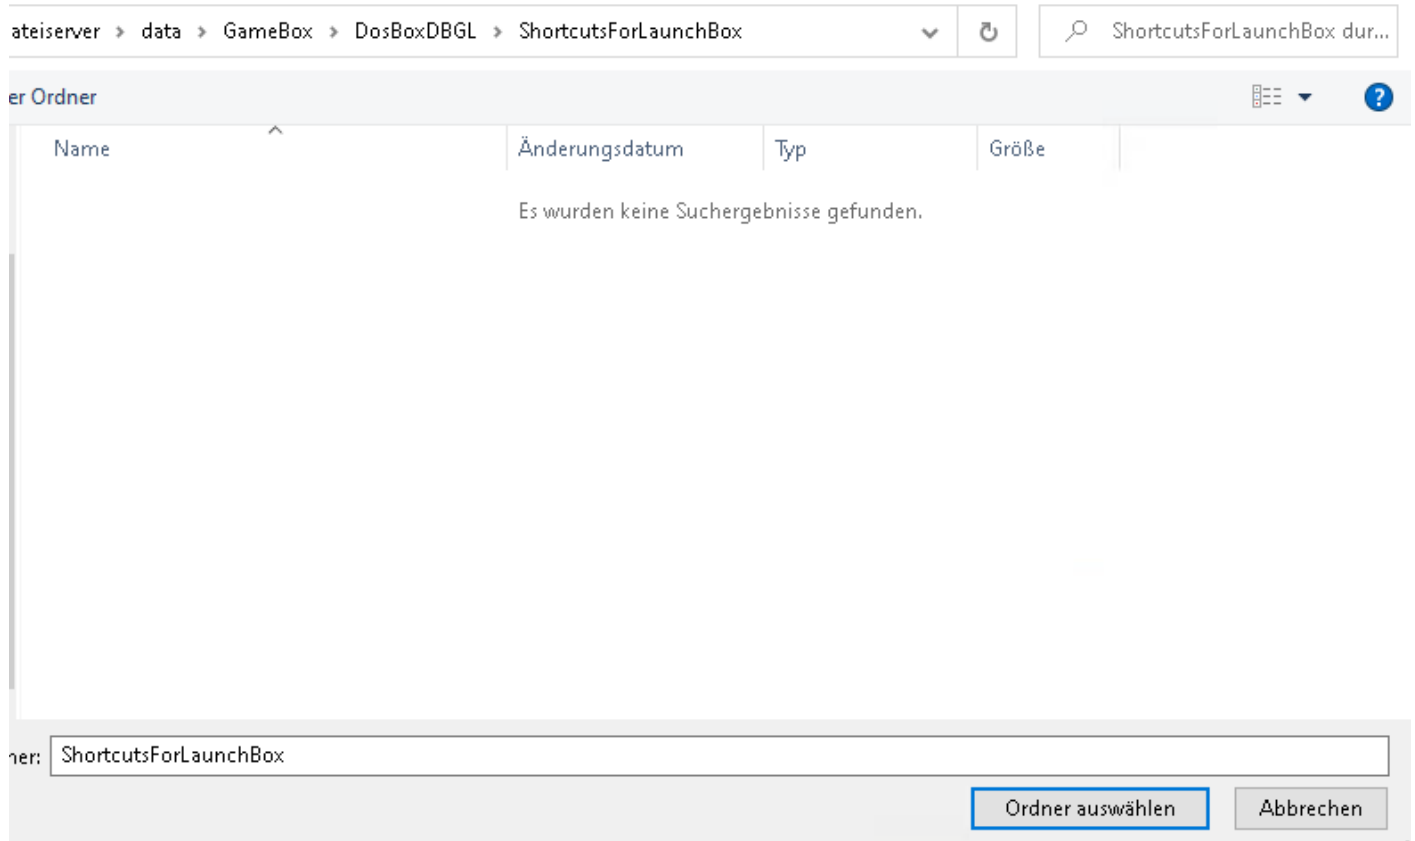 ateiserver > data > GameBox > DosBoxDBGL > ShortcutsForLaunchBox ShortcutsForLaunchBox dur...
er Ordner ?
Name Änderungsdatum Typ Größe
Es wurden keine Suchergebnisse gefunden.
ner: ShortcutsForLaunchBox
Ordner auswählen Abbrechen